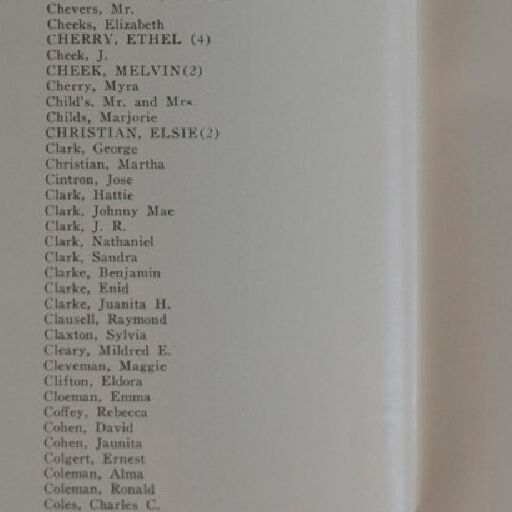 Chevers, Mr.
Cheeks, Elizabeth
CHERRY, ETHEL (4)
Cheek, J.
CHEEK, MELVIN(2)
Cherry, Myra
Child's, Mr. and Mrs.
Childs, Marjorie
CHRISTIAN, ELSIE(2)
Clark, George
Christian, Martha
Cintron, Jose
Clark, Hattie
Clark, Johnny Mae
Clark, J. R.
Clark, Nathaniel
Clark, Sandra
Clarke, Benjamin
Clarke, Enid
Clarke, Juanita H.
Clausell, Raymond
Claxton, Sylvia
Cleary, Mildred E.
Cleveman, Maggie
Clifton, Eldora
Cloeman, Emma
Coffey, Rebecca
Cohen, David
Cohen, Jaunita
Colgert, Ernest
Coleman, Alma
Coleman, Ronald
Coles, Charles C.